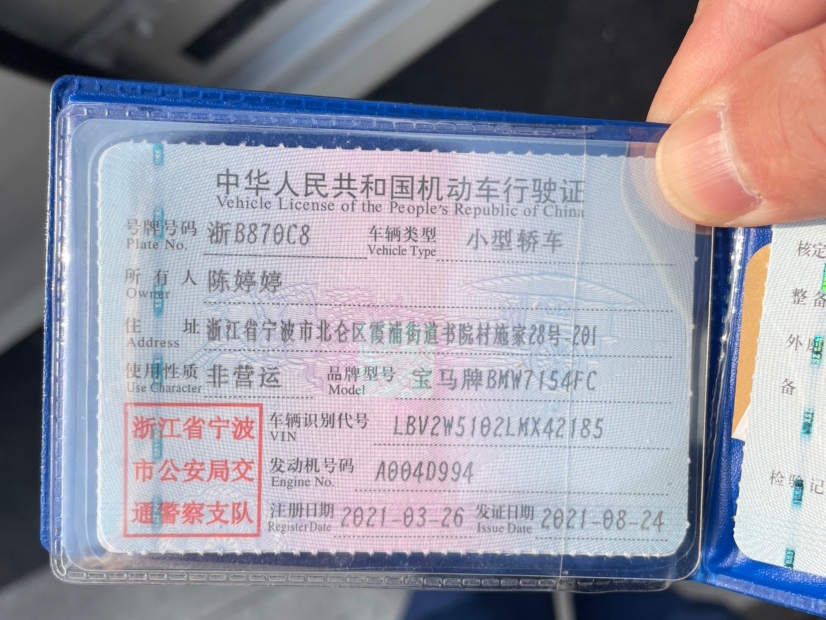 中华人民共和国机动车行驶证
Vehicle License of the People's Republic of China
号牌号码 浙B870C8 车辆类型 小型轿车
Plate No. Vehicle Type
所有人 陈婷婷
Owner
住址 浙江省宁波市北仑区霞浦街道书院村施家28号-201
Address
使用性质 非营运 品牌型号 宝马牌BMW7154FC
Use Character Model
浙江省宁波
市公安局交
通警察支队
车辆识别代号 LBV2W5102LMX42185
VIN
发动机号码 A004D994
Engine No.
注册日期 2021-03-26 发证日期 2021-08-24
Register Date Issue Date
核定
整备
外廓
备
检验记